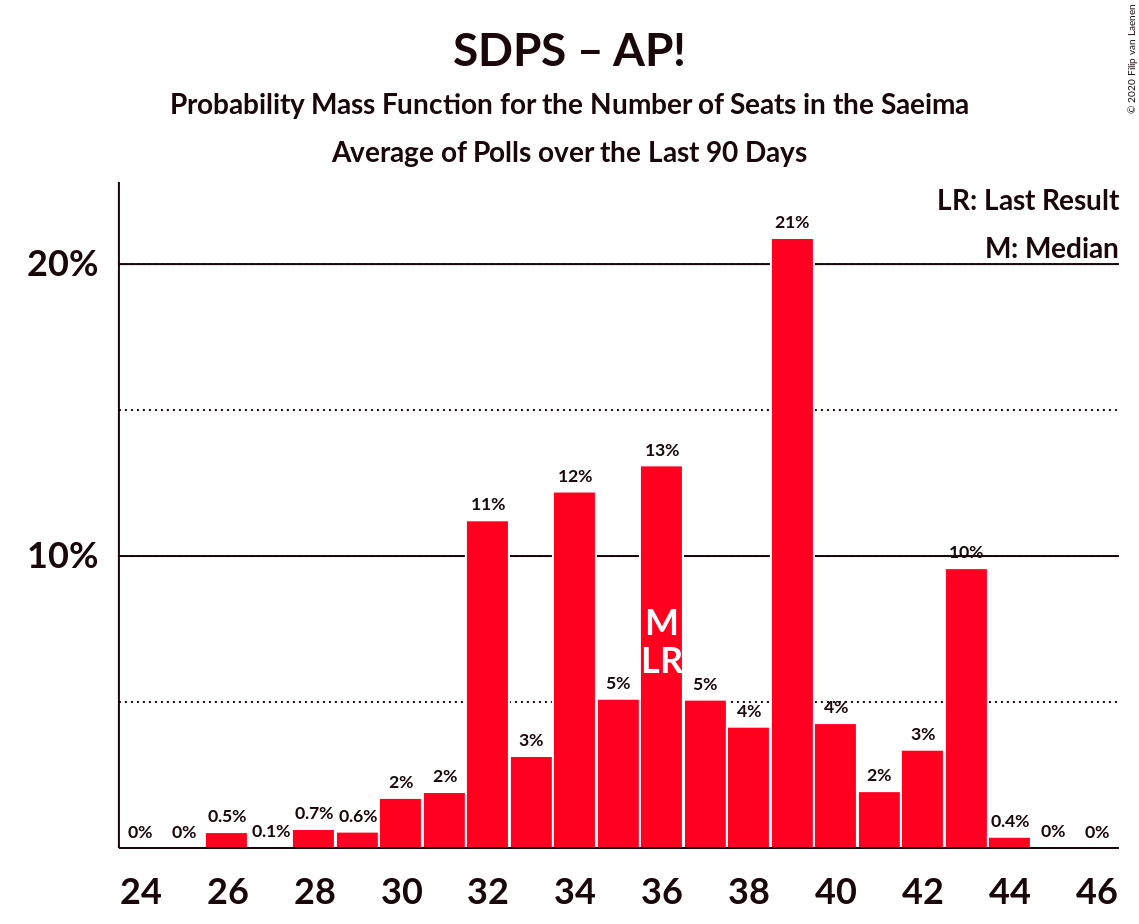 SDPS – AP!
Probability Mass Function for the Number of Seats in the Saeima
Average of Polls over the Last 90 Days
© 2020 Filip van Laenen
LR: Last Result
M: Median
20%
10%
0%
0%
0.5%
0.1%
0.7%
0.6%
2%
2%
11%
3%
12%
5%
13%
5%
4%
21%
4%
2%
3%
10%
0.4%
0%
0%
M
LR
24 26 28 30 32 34 36 38 40 42 44 46